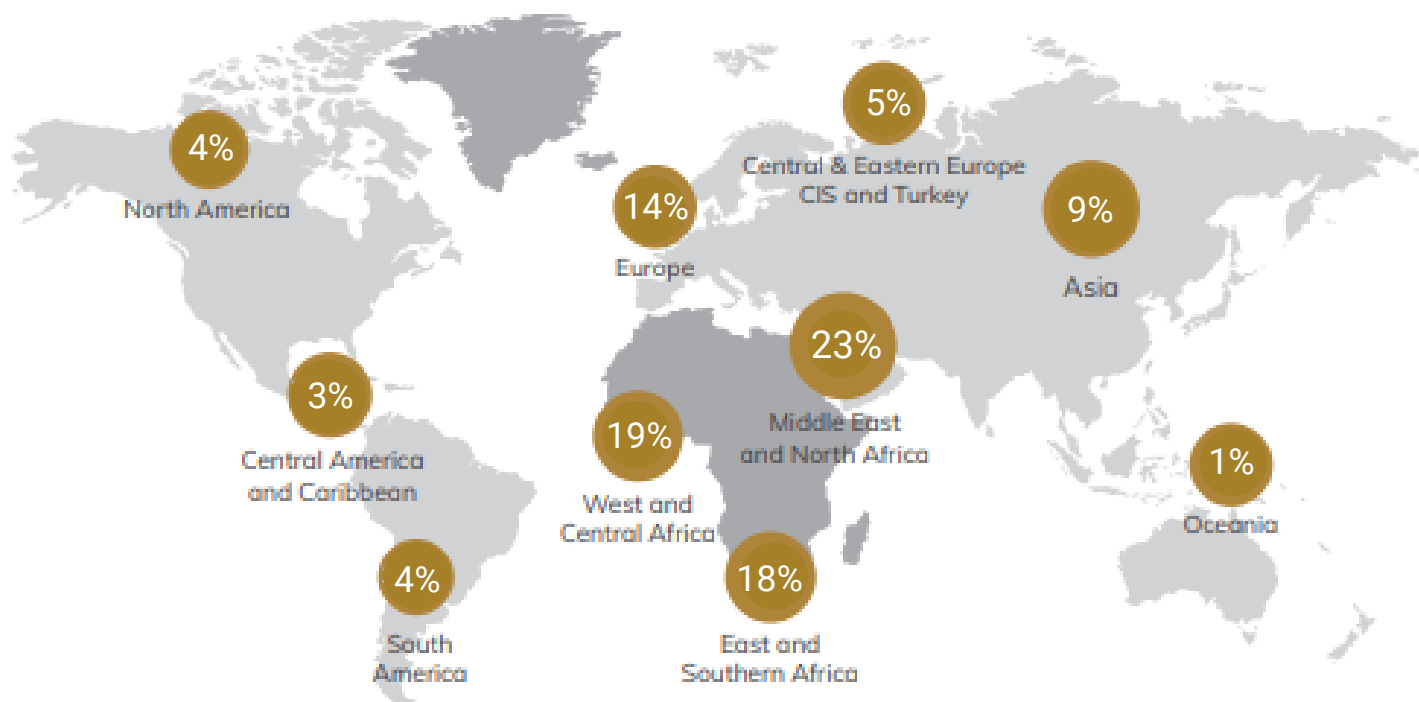 4%
North America
5%
Central & Eastern Europe
CIS and Turkey
14%
Europe
9%
Asia
23%
Middle East
and North Africa
3%
Central America
and Caribbean
19%
West and
Central Africa
1%
Oceania
4%
South
America
18%
East and
Southern Africa